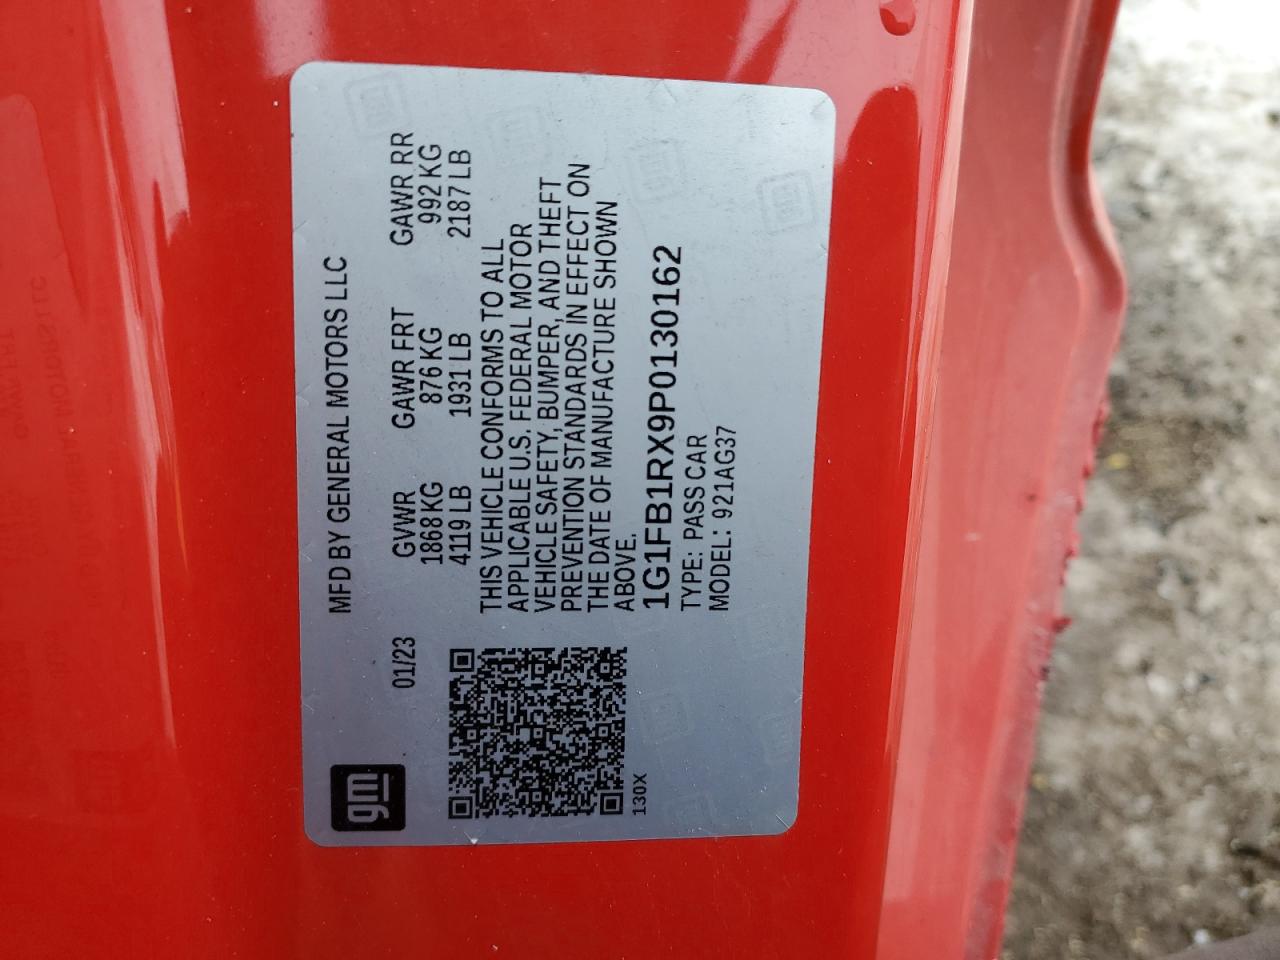 gm
MFD BY GENERAL MOTORS LLC
01/23 GVWR GAWR FRT GAWR RR
1868 KG 876 KG 992 KG
4119 LB 1931 LB 2187 LB
THIS VEHICLE CONFORMS TO ALL
APPLICABLE U.S. FEDERAL MOTOR
VEHICLE SAFETY, BUMPER, AND THEFT
PREVENTION STANDARDS IN EFFECT ON
THE DATE OF MANUFACTURE SHOWN
ABOVE.
1G1FB1RX9P0130162
TYPE: PASS CAR
MODEL: 921AG37
130X